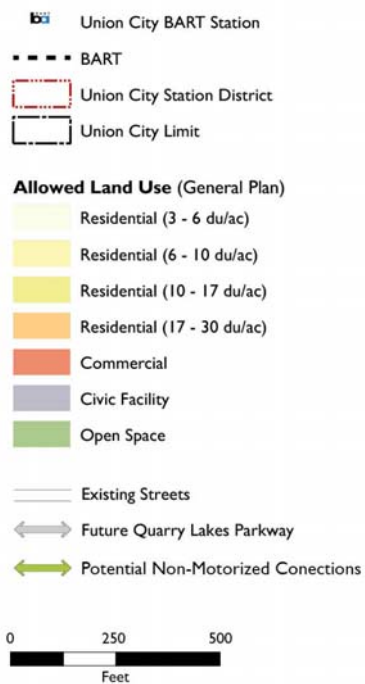 Union City BART Station
BART
Union City Station District
Union City Limit
Allowed Land Use (General Plan)
Residential (3 - 6 du/ac)
Residential (6 - 10 du/ac)
Residential (10 - 17 du/ac)
Residential (17 - 30 du/ac)
Commercial
Civic Facility
Open Space
Existing Streets
Future Quarry Lakes Parkway
Potential Non-Motorized Conections
0 250 500
Feet